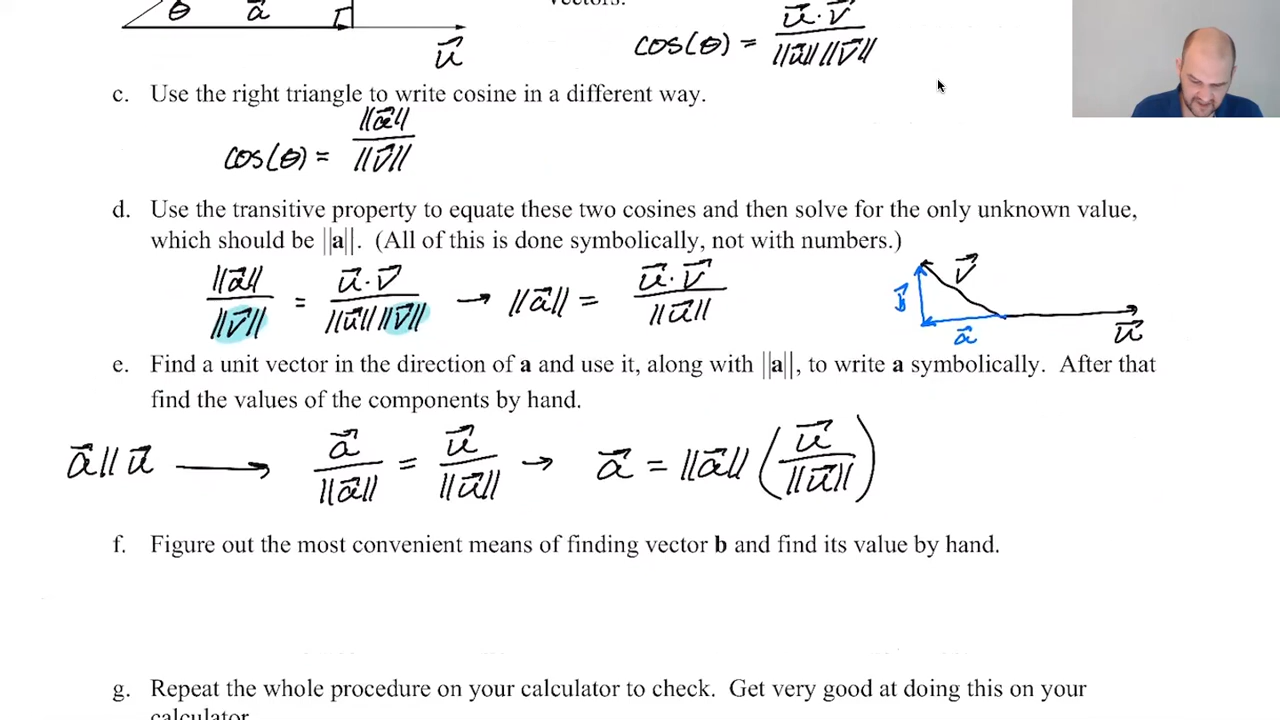 θ a⃗
u⃗
cos(θ) = u⃗·v⃗ / ||u⃗|| ||v⃗||
c. Use the right triangle to write cosine in a different way.
cos(θ) = ||a⃗|| / ||v⃗||
d. Use the transitive property to equate these two cosines and then solve for the only unknown value,
which should be ||a||. (All of this is done symbolically, not with numbers.)
||a⃗|| / ||v⃗|| = u⃗·v⃗ / ||u⃗|| ||v⃗|| → ||a⃗|| = u⃗·v⃗ / ||u⃗||
v⃗
b⃗
a⃗ u⃗
e. Find a unit vector in the direction of a and use it, along with ||a||, to write a symbolically. After that
find the values of the components by hand.
a⃗ || u⃗ → a⃗ / ||a⃗|| = u⃗ / ||u⃗|| → a⃗ = ||a⃗|| (u⃗ / ||u⃗||)
f. Figure out the most convenient means of finding vector b and find its value by hand.
g. Repeat the whole procedure on your calculator to check. Get very good at doing this on your
calculator